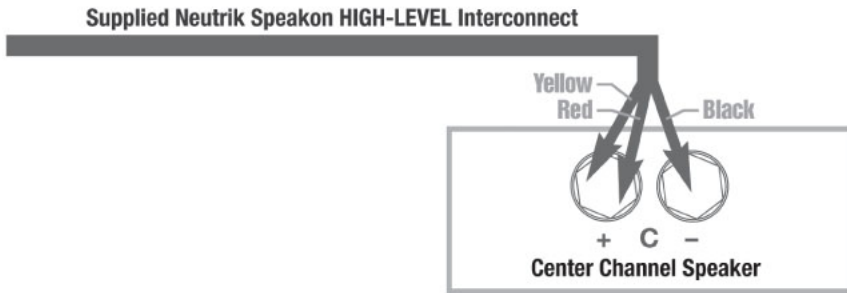 Supplied Neutrik Speakon HIGH-LEVEL Interconnect
Yellow
Red
Black
+ C –
Center Channel Speaker